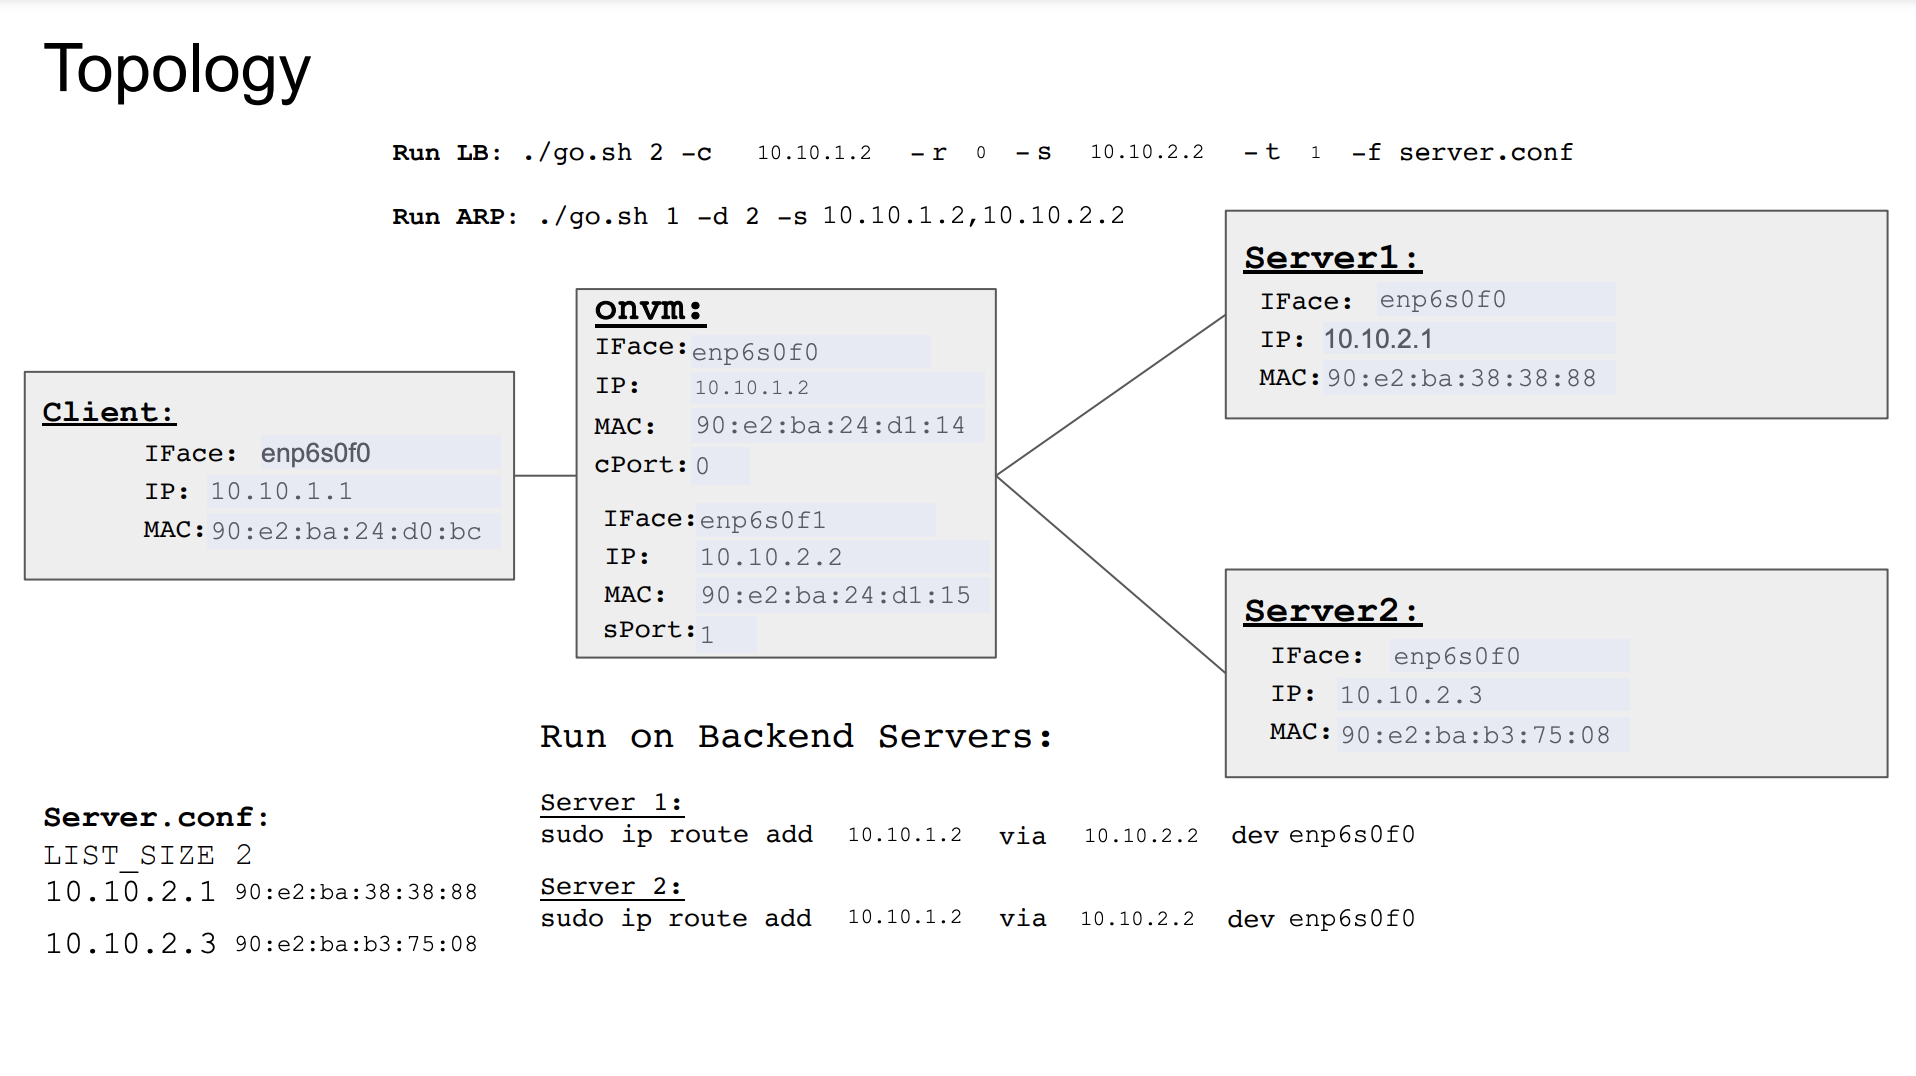 Topology
Run LB: ./go.sh 2 -c 10.10.1.2 -r 0 -s 10.10.2.2 -t 1 -f server.conf
Run ARP: ./go.sh 1 -d 2 -s 10.10.1.2,10.10.2.2
Client:
IFace: enp6s0f0
IP: 10.10.1.1
MAC: 90:e2:ba:24:d0:bc
onvm:
IFace: enp6s0f0
IP: 10.10.1.2
MAC: 90:e2:ba:24:d1:14
cPort: 0
IFace: enp6s0f1
IP: 10.10.2.2
MAC: 90:e2:ba:24:d1:15
sPort: 1
Server1:
IFace: enp6s0f0
IP: 10.10.2.1
MAC: 90:e2:ba:38:38:88
Server2:
IFace: enp6s0f0
IP: 10.10.2.3
MAC: 90:e2:ba:b3:75:08
Server.conf:
LIST_SIZE 2
10.10.2.1 90:e2:ba:38:38:88
10.10.2.3 90:e2:ba:b3:75:08
Run on Backend Servers:
Server 1:
sudo ip route add 10.10.1.2 via 10.10.2.2 dev enp6s0f0
Server 2:
sudo ip route add 10.10.1.2 via 10.10.2.2 dev enp6s0f0